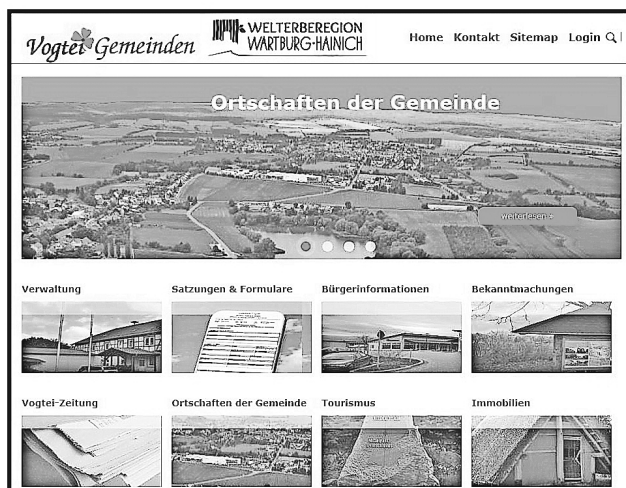 Vogtei Gemeinden
WELTERBEREGION
WARTBURG·HAINICH
Home Kontakt Sitemap Login
Ortschaften der Gemeinde
weiterlesen »
Verwaltung
Satzungen & Formulare
Bürgerinformationen
Bekanntmachungen
Vogtei-Zeitung
Ortschaften der Gemeinde
Tourismus
Immobilien